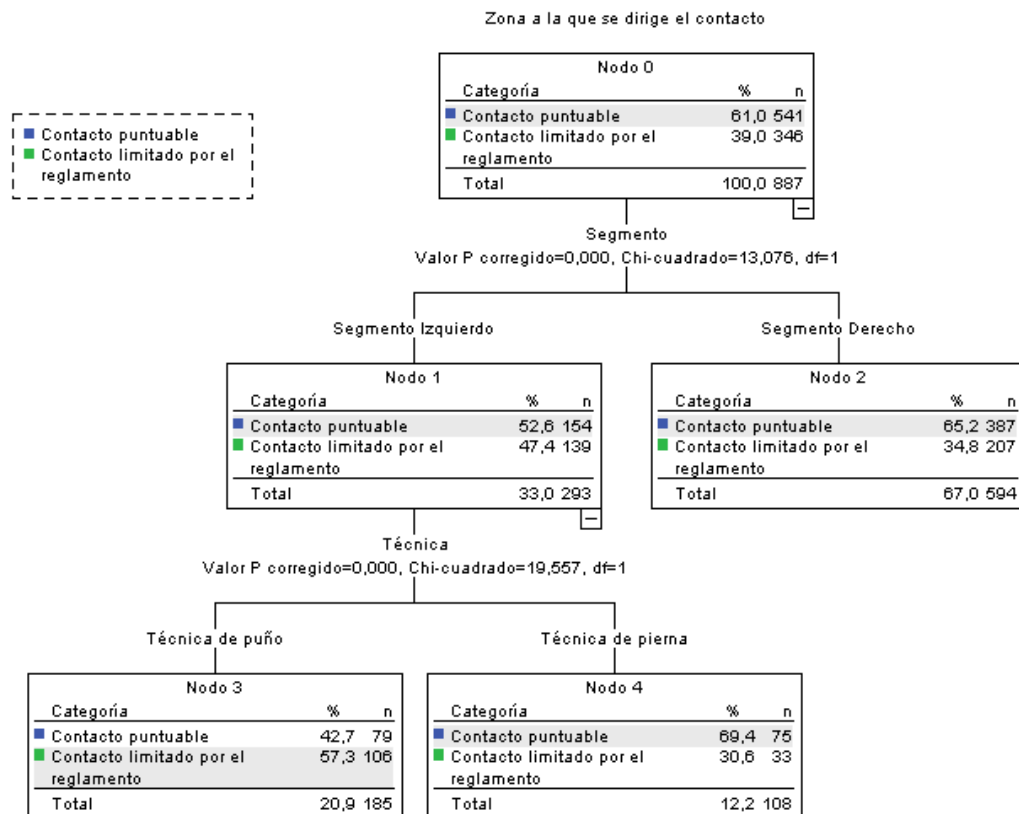 Zona a la que se dirige el contacto
Contacto puntuable
Contacto limitado por el
reglamento
Nodo 0
Categoría % n
Contacto puntuable 61,0 541
Contacto limitado por el 39,0 346
reglamento
Total 100,0 887
Segmento
Valor P corregido=0,000, Chi-cuadrado=13,076, df=1
Segmento Izquierdo
Segmento Derecho
Nodo 1
Categoría % n
Contacto puntuable 52,6 154
Contacto limitado por el 47,4 139
reglamento
Total 33,0 293
Nodo 2
Categoría % n
Contacto puntuable 65,2 387
Contacto limitado por el 34,8 207
reglamento
Total 67,0 594
Técnica
Valor P corregido=0,000, Chi-cuadrado=19,557, df=1
Técnica de puño
Técnica de pierna
Nodo 3
Categoría % n
Contacto puntuable 42,7 79
Contacto limitado por el 57,3 106
reglamento
Total 20,9 185
Nodo 4
Categoría % n
Contacto puntuable 69,4 75
Contacto limitado por el 30,6 33
reglamento
Total 12,2 108